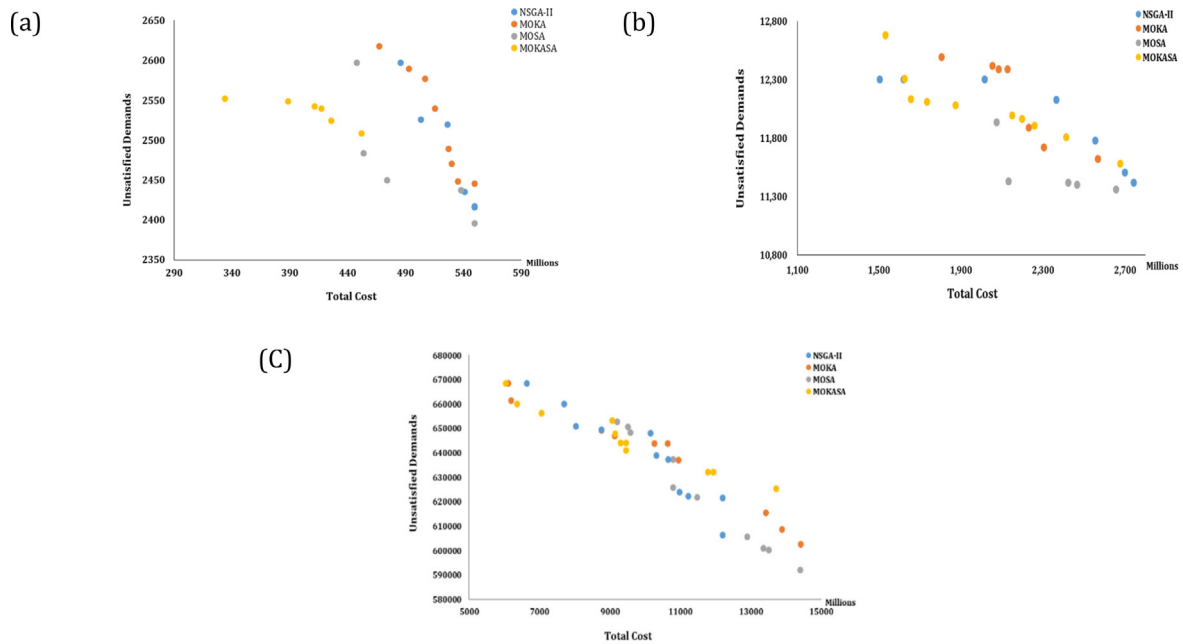 (a)
2650
2600
2550
2500
2450
2400
2350
290
340
390
440
490
540
590
Millions
Unsatisfied Demands
Total Cost
NSGA-II
MOKA
MOSA
MOKASA
(b)
12,800
12,300
11,800
11,300
10,800
1,100
1,500
1,900
2,300
2,700
Millions
Unsatisfied Demands
Total Cost
NSGA-II
MOKA
MOSA
MOKASA
(C)
680000
670000
660000
650000
640000
630000
620000
610000
600000
590000
580000
5000
7000
9000
11000
13000
15000
Millions
Unsatisfied Demands
Total Cost
NSGA-II
MOKA
MOSA
MOKASA